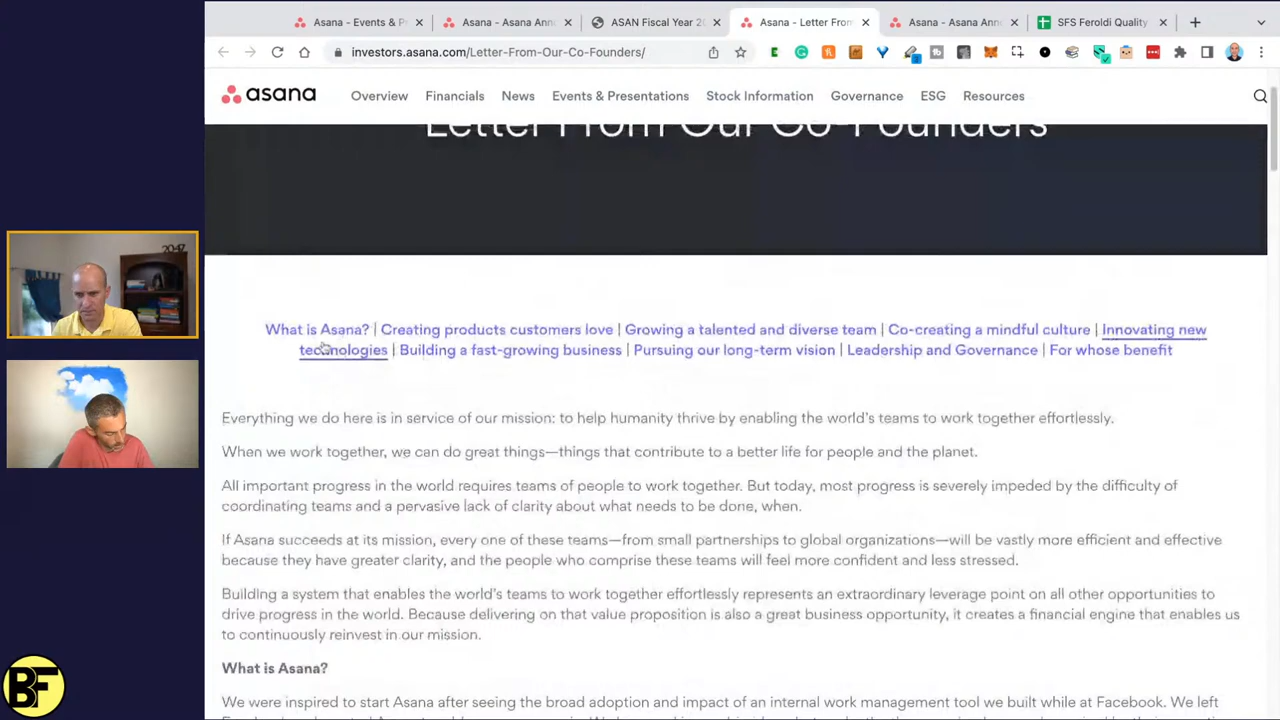 Asana - Events & P
Asana - Asana Ann
ASAN Fiscal Year 20
Asana - Letter From
Asana - Asana Ann
SFS Feroldi Quality
investors.asana.com/Letter-From-Our-Co-Founders/
asana
Overview Financials News Events & Presentations Stock Information Governance ESG Resources
Letter From Our Co-Founders
What is Asana? | Creating products customers love | Growing a talented and diverse team | Co-creating a mindful culture | Innovating new
technologies | Building a fast-growing business | Pursuing our long-term vision | Leadership and Governance | For whose benefit
Everything we do here is in service of our mission: to help humanity thrive by enabling the world's teams to work together effortlessly.
When we work together, we can do great things—things that contribute to a better life for people and the planet.
All important progress in the world requires teams of people to work together. But today, most progress is severely impeded by the difficulty of
coordinating teams and a pervasive lack of clarity about what needs to be done, when.
If Asana succeeds at its mission, every one of these teams—from small partnerships to global organizations—will be vastly more efficient and effective
because they have greater clarity, and the people who comprise these teams will feel more confident and less stressed.
Building a system that enables the world's teams to work together effortlessly represents an extraordinary leverage point on all other opportunities to
drive progress in the world. Because delivering on that value proposition is also a great business opportunity, it creates a financial engine that enables us
to continuously reinvest in our mission.
What is Asana?
We were inspired to start Asana after seeing the broad adoption and impact of an internal work management tool we built while at Facebook. We left
BF